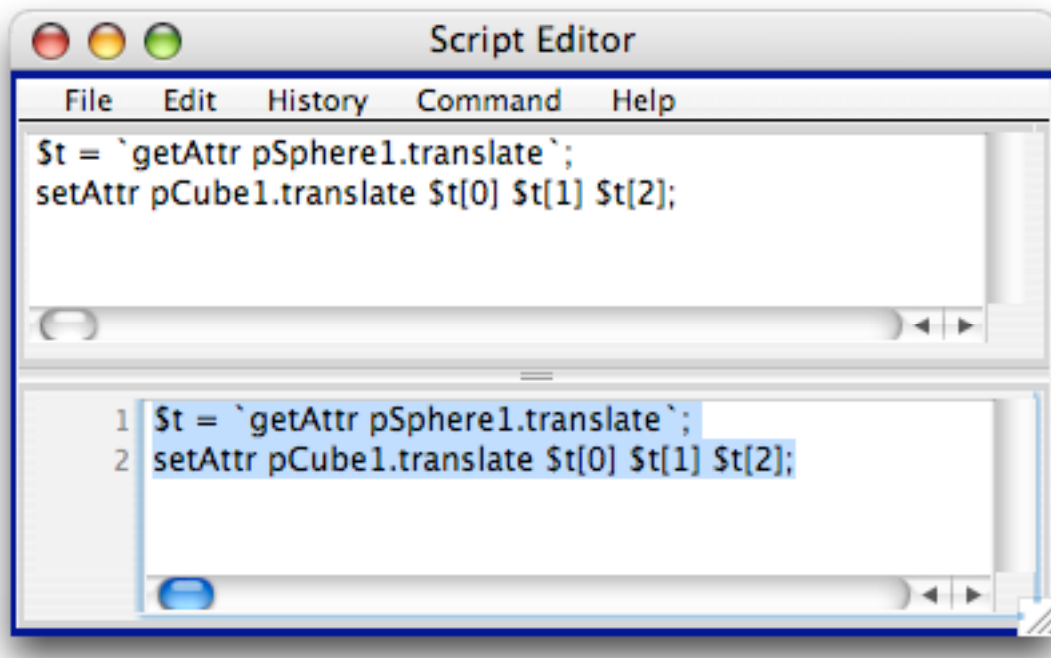 Script Editor
File Edit History Command Help
$t = `getAttr pSphere1.translate`;
setAttr pCube1.translate $t[0] $t[1] $t[2];
1 $t = `getAttr pSphere1.translate`;
2 setAttr pCube1.translate $t[0] $t[1] $t[2];